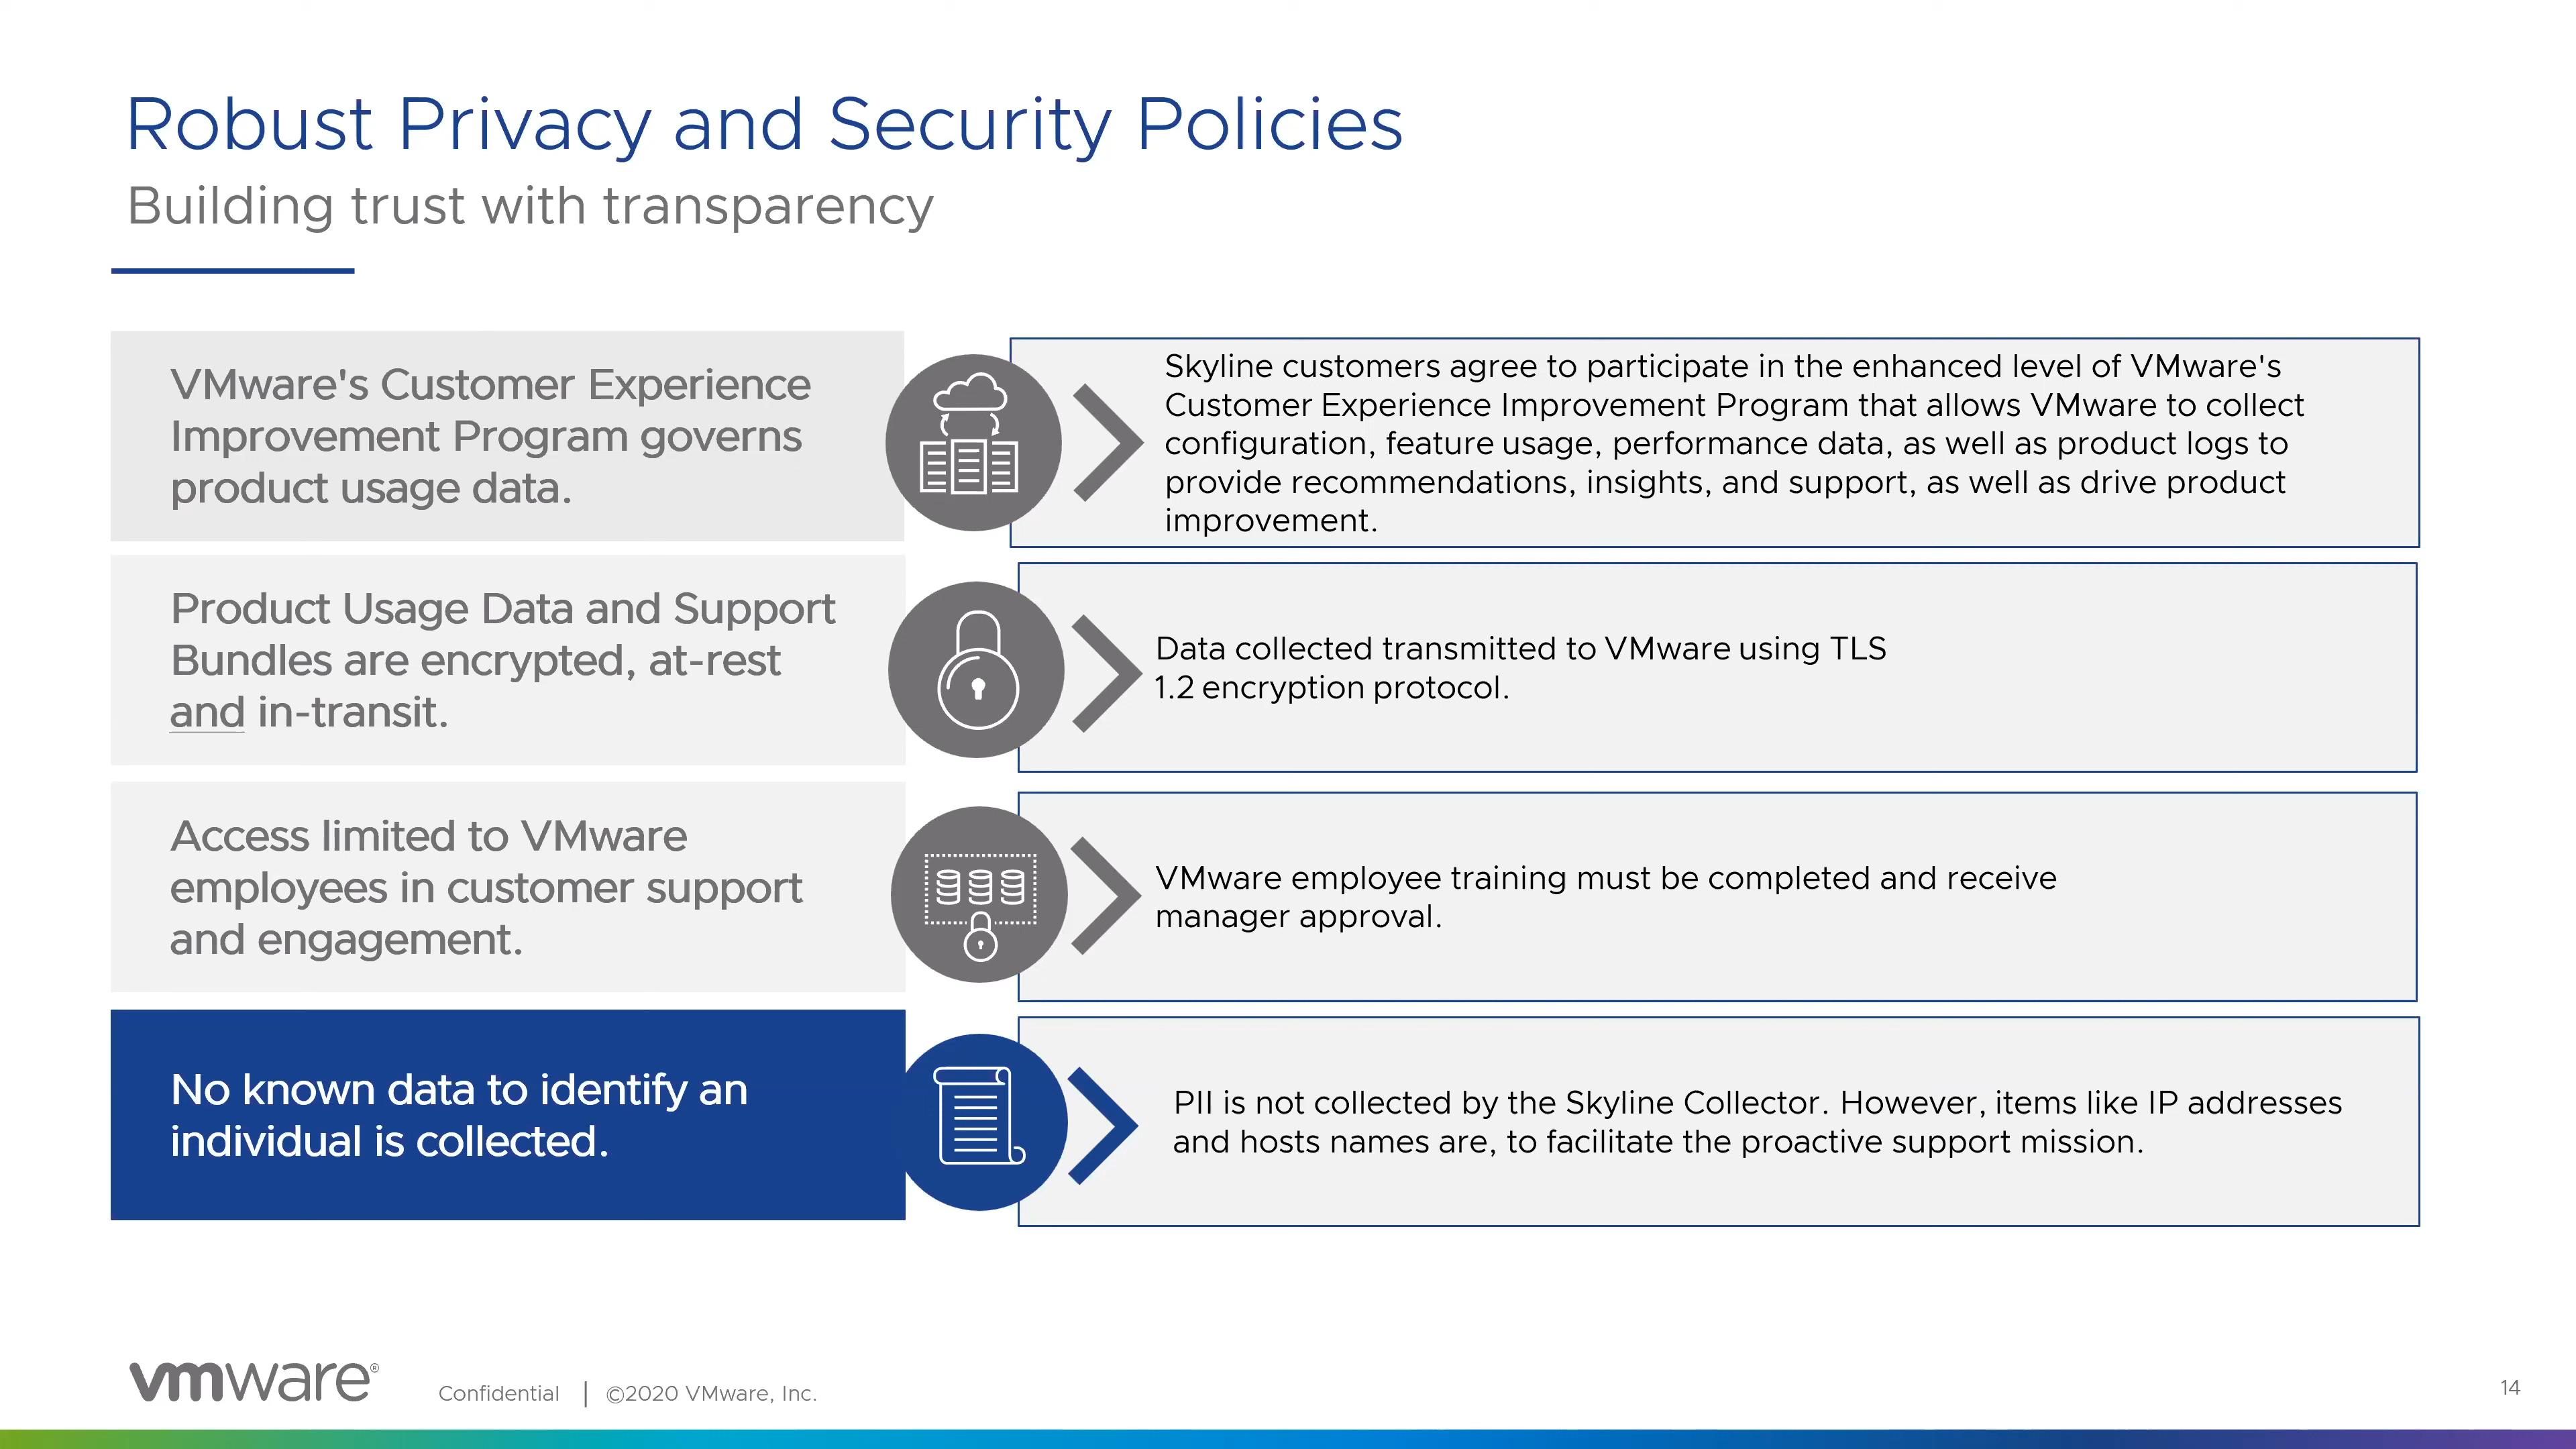 Robust Privacy and Security Policies
Building trust with transparency
VMware's Customer Experience
Improvement Program governs
product usage data.
Skyline customers agree to participate in the enhanced level of VMware's
Customer Experience Improvement Program that allows VMware to collect
configuration, feature usage, performance data, as well as product logs to
provide recommendations, insights, and support, as well as drive product
improvement.
Product Usage Data and Support
Bundles are encrypted, at-rest
and in-transit.
Data collected transmitted to VMware using TLS
1.2 encryption protocol.
Access limited to VMware
employees in customer support
and engagement.
VMware employee training must be completed and receive
manager approval.
No known data to identify an
individual is collected.
PII is not collected by the Skyline Collector. However, items like IP addresses
and hosts names are, to facilitate the proactive support mission.
vmware®
Confidential | ©2020 VMware, Inc.
14